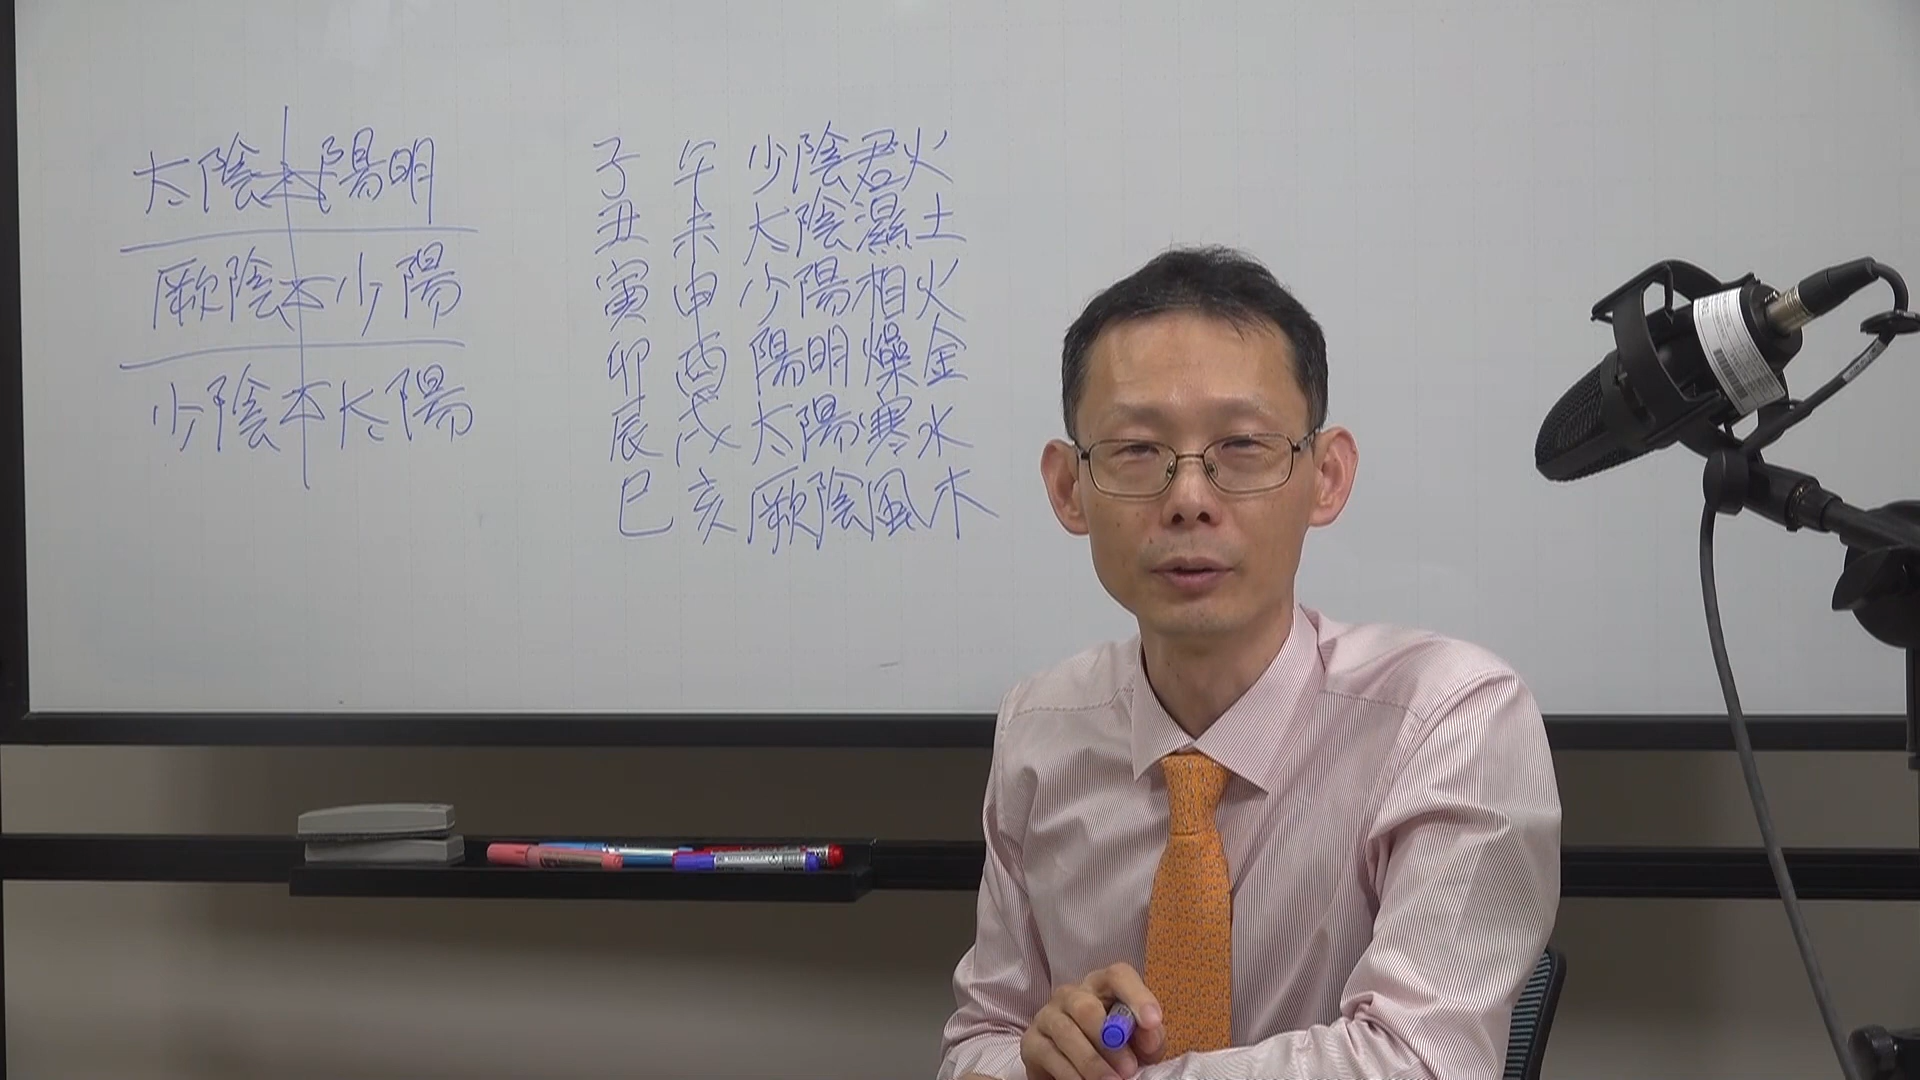 太陰本陽明
厥陰本少陽
少陰本太陽
子 午 少陰君火
丑 未 太陰濕土
寅 申 少陽相火
卯 酉 陽明燥金
辰 戌 太陽寒水
巳 亥 厥陰風木